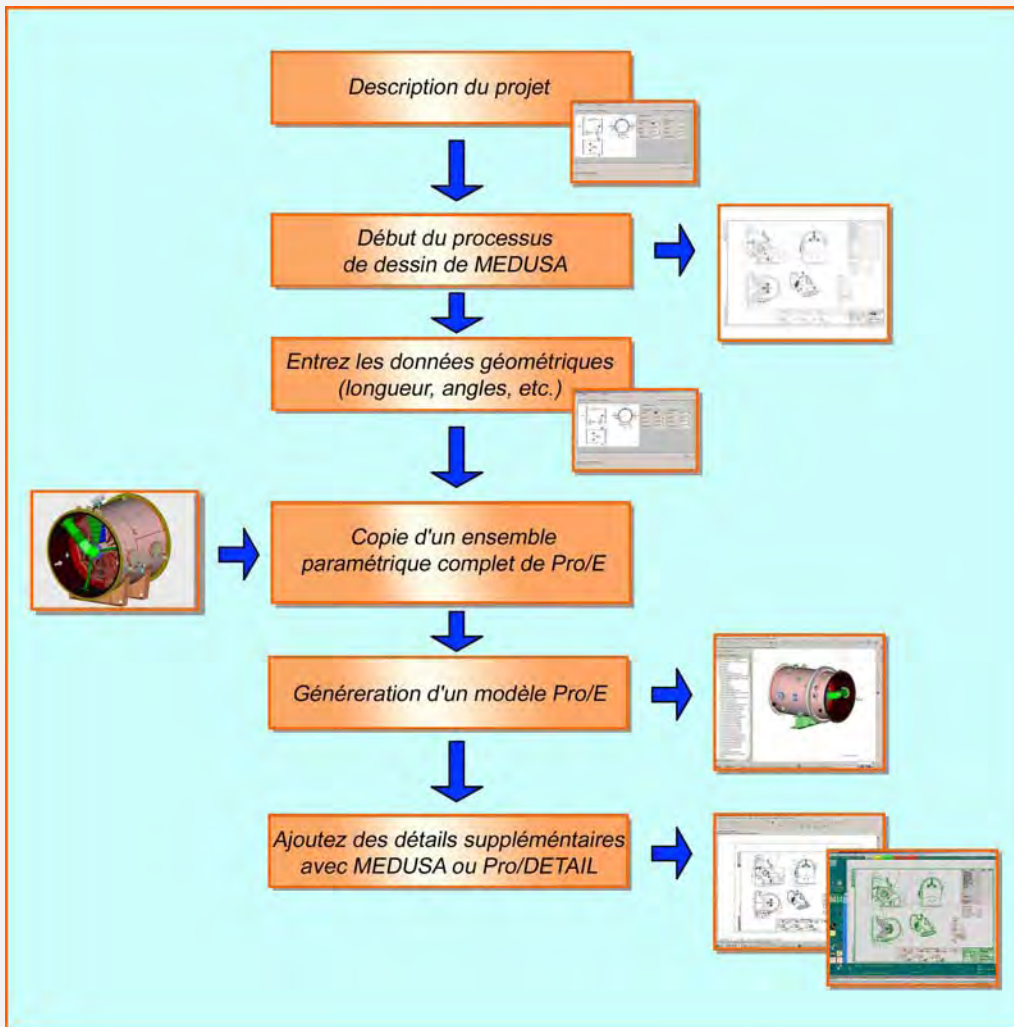 Description du projet
Début du processus
de dessin de MEDUSA
Entrez les données géométriques
(longueur, angles, etc.)
Copie d'un ensemble
paramétrique complet de Pro/E
Généreration d'un modèle Pro/E
Ajoutez des détails suppléméntaires
avec MEDUSA ou Pro/DETAIL